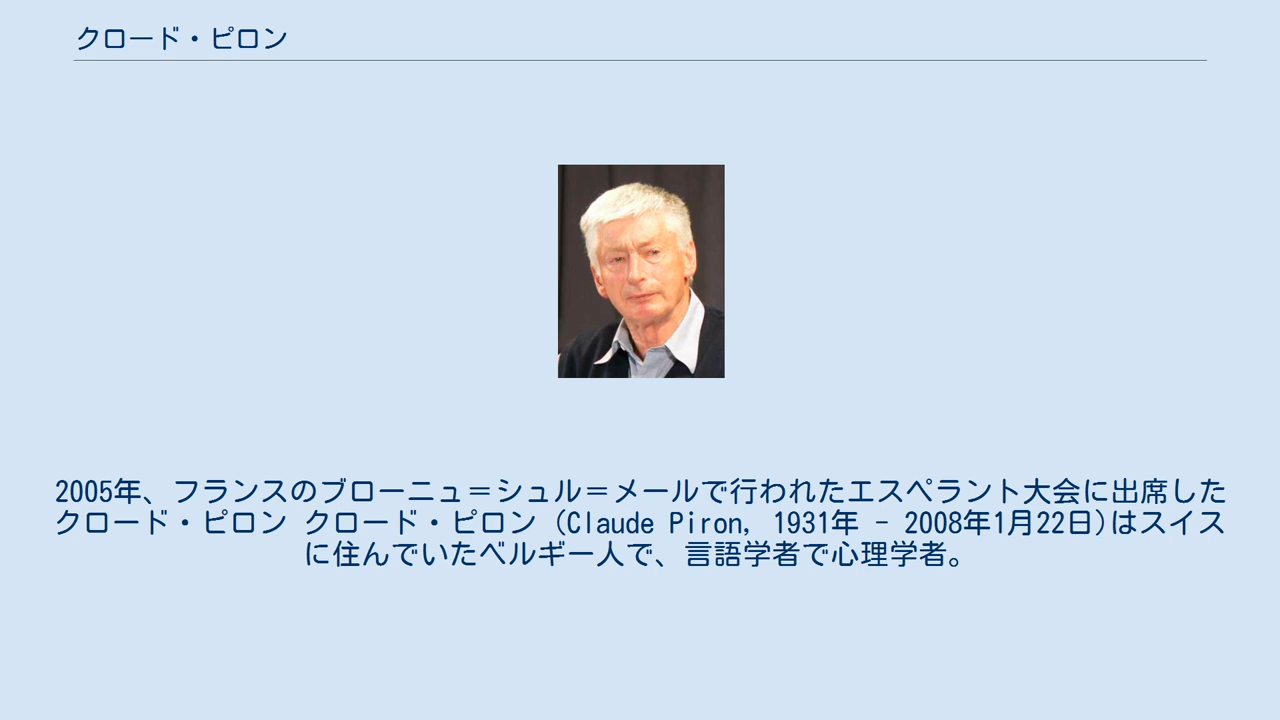 クロード・ピロン
2005年、フランスのブローニュ＝シュル＝メールで行われたエスペラント大会に出席した
クロード・ピロン クロード・ピロン (Claude Piron, 1931年 - 2008年1月22日)はスイス
に住んでいたベルギー人で、言語学者で心理学者。